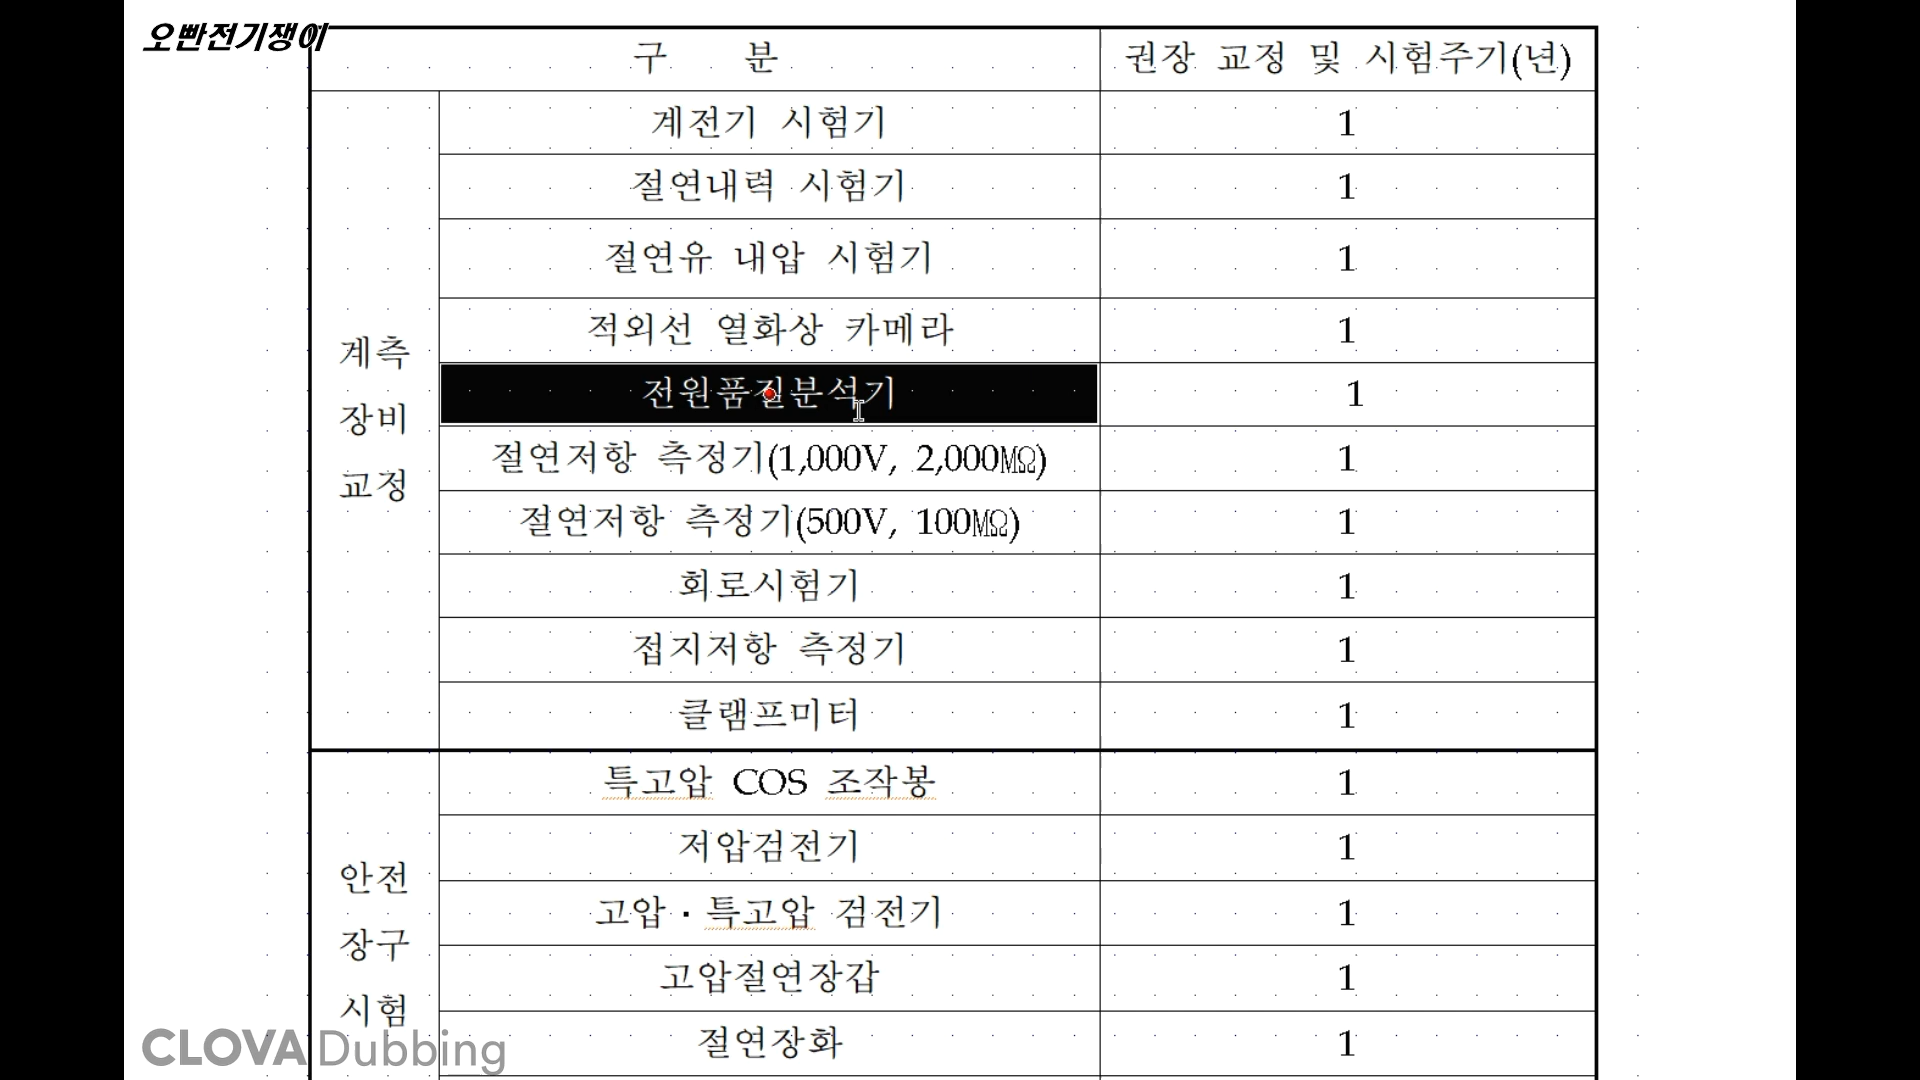 오빤전기쟁이
구 분 권장 교정 및 시험주기(년)
계측 장비 교정
계전기 시험기 1
절연내력 시험기 1
절연유 내압 시험기 1
적외선 열화상 카메라 1
전원품질분석기 1
절연저항 측정기(1,000V, 2,000㏁) 1
절연저항 측정기(500V, 100㏁) 1
회로시험기 1
접지저항 측정기 1
클램프미터 1
안전 장구 시험
특고압 COS 조작봉 1
저압검전기 1
고압·특고압 검전기 1
고압절연장갑 1
절연장화 1
CLOVA Dubbing